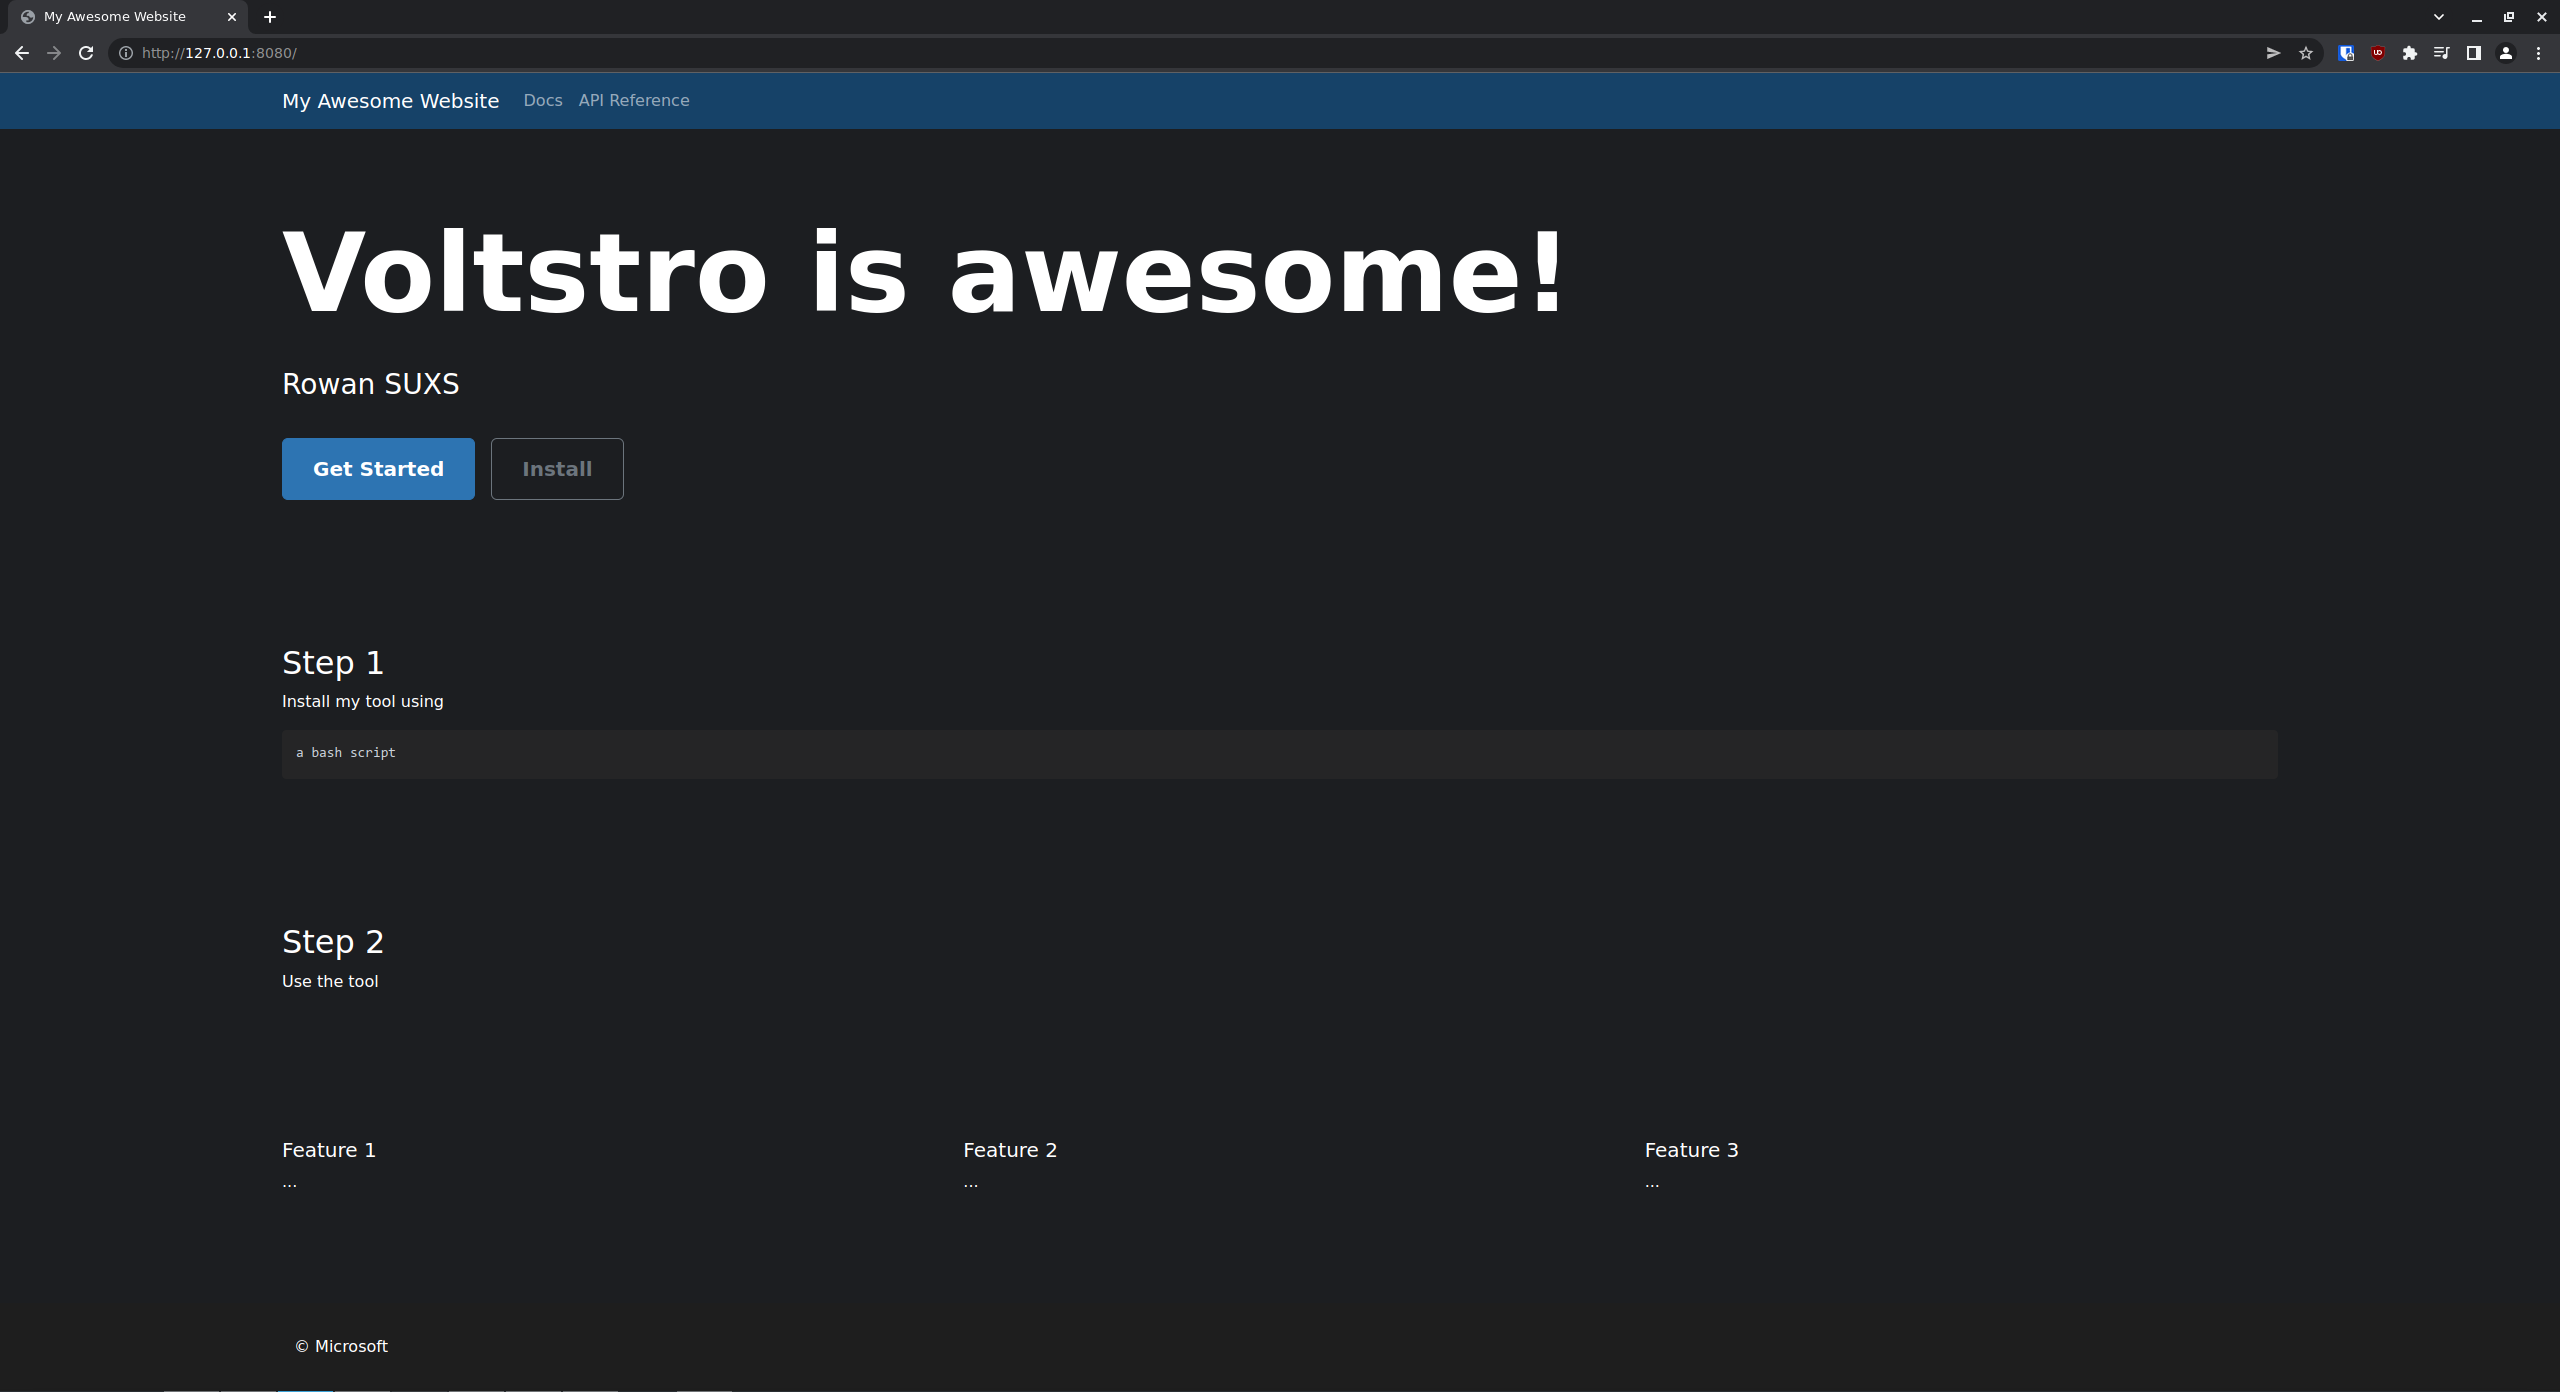 My Awesome Website
http://127.0.0.1:8080/
My Awesome Website Docs API Reference
Voltstro is awesome!
Rowan SUXS
Get Started Install
Step 1
Install my tool using
a bash script
Step 2
Use the tool
Feature 1 Feature 2 Feature 3
... ... ...
© Microsoft